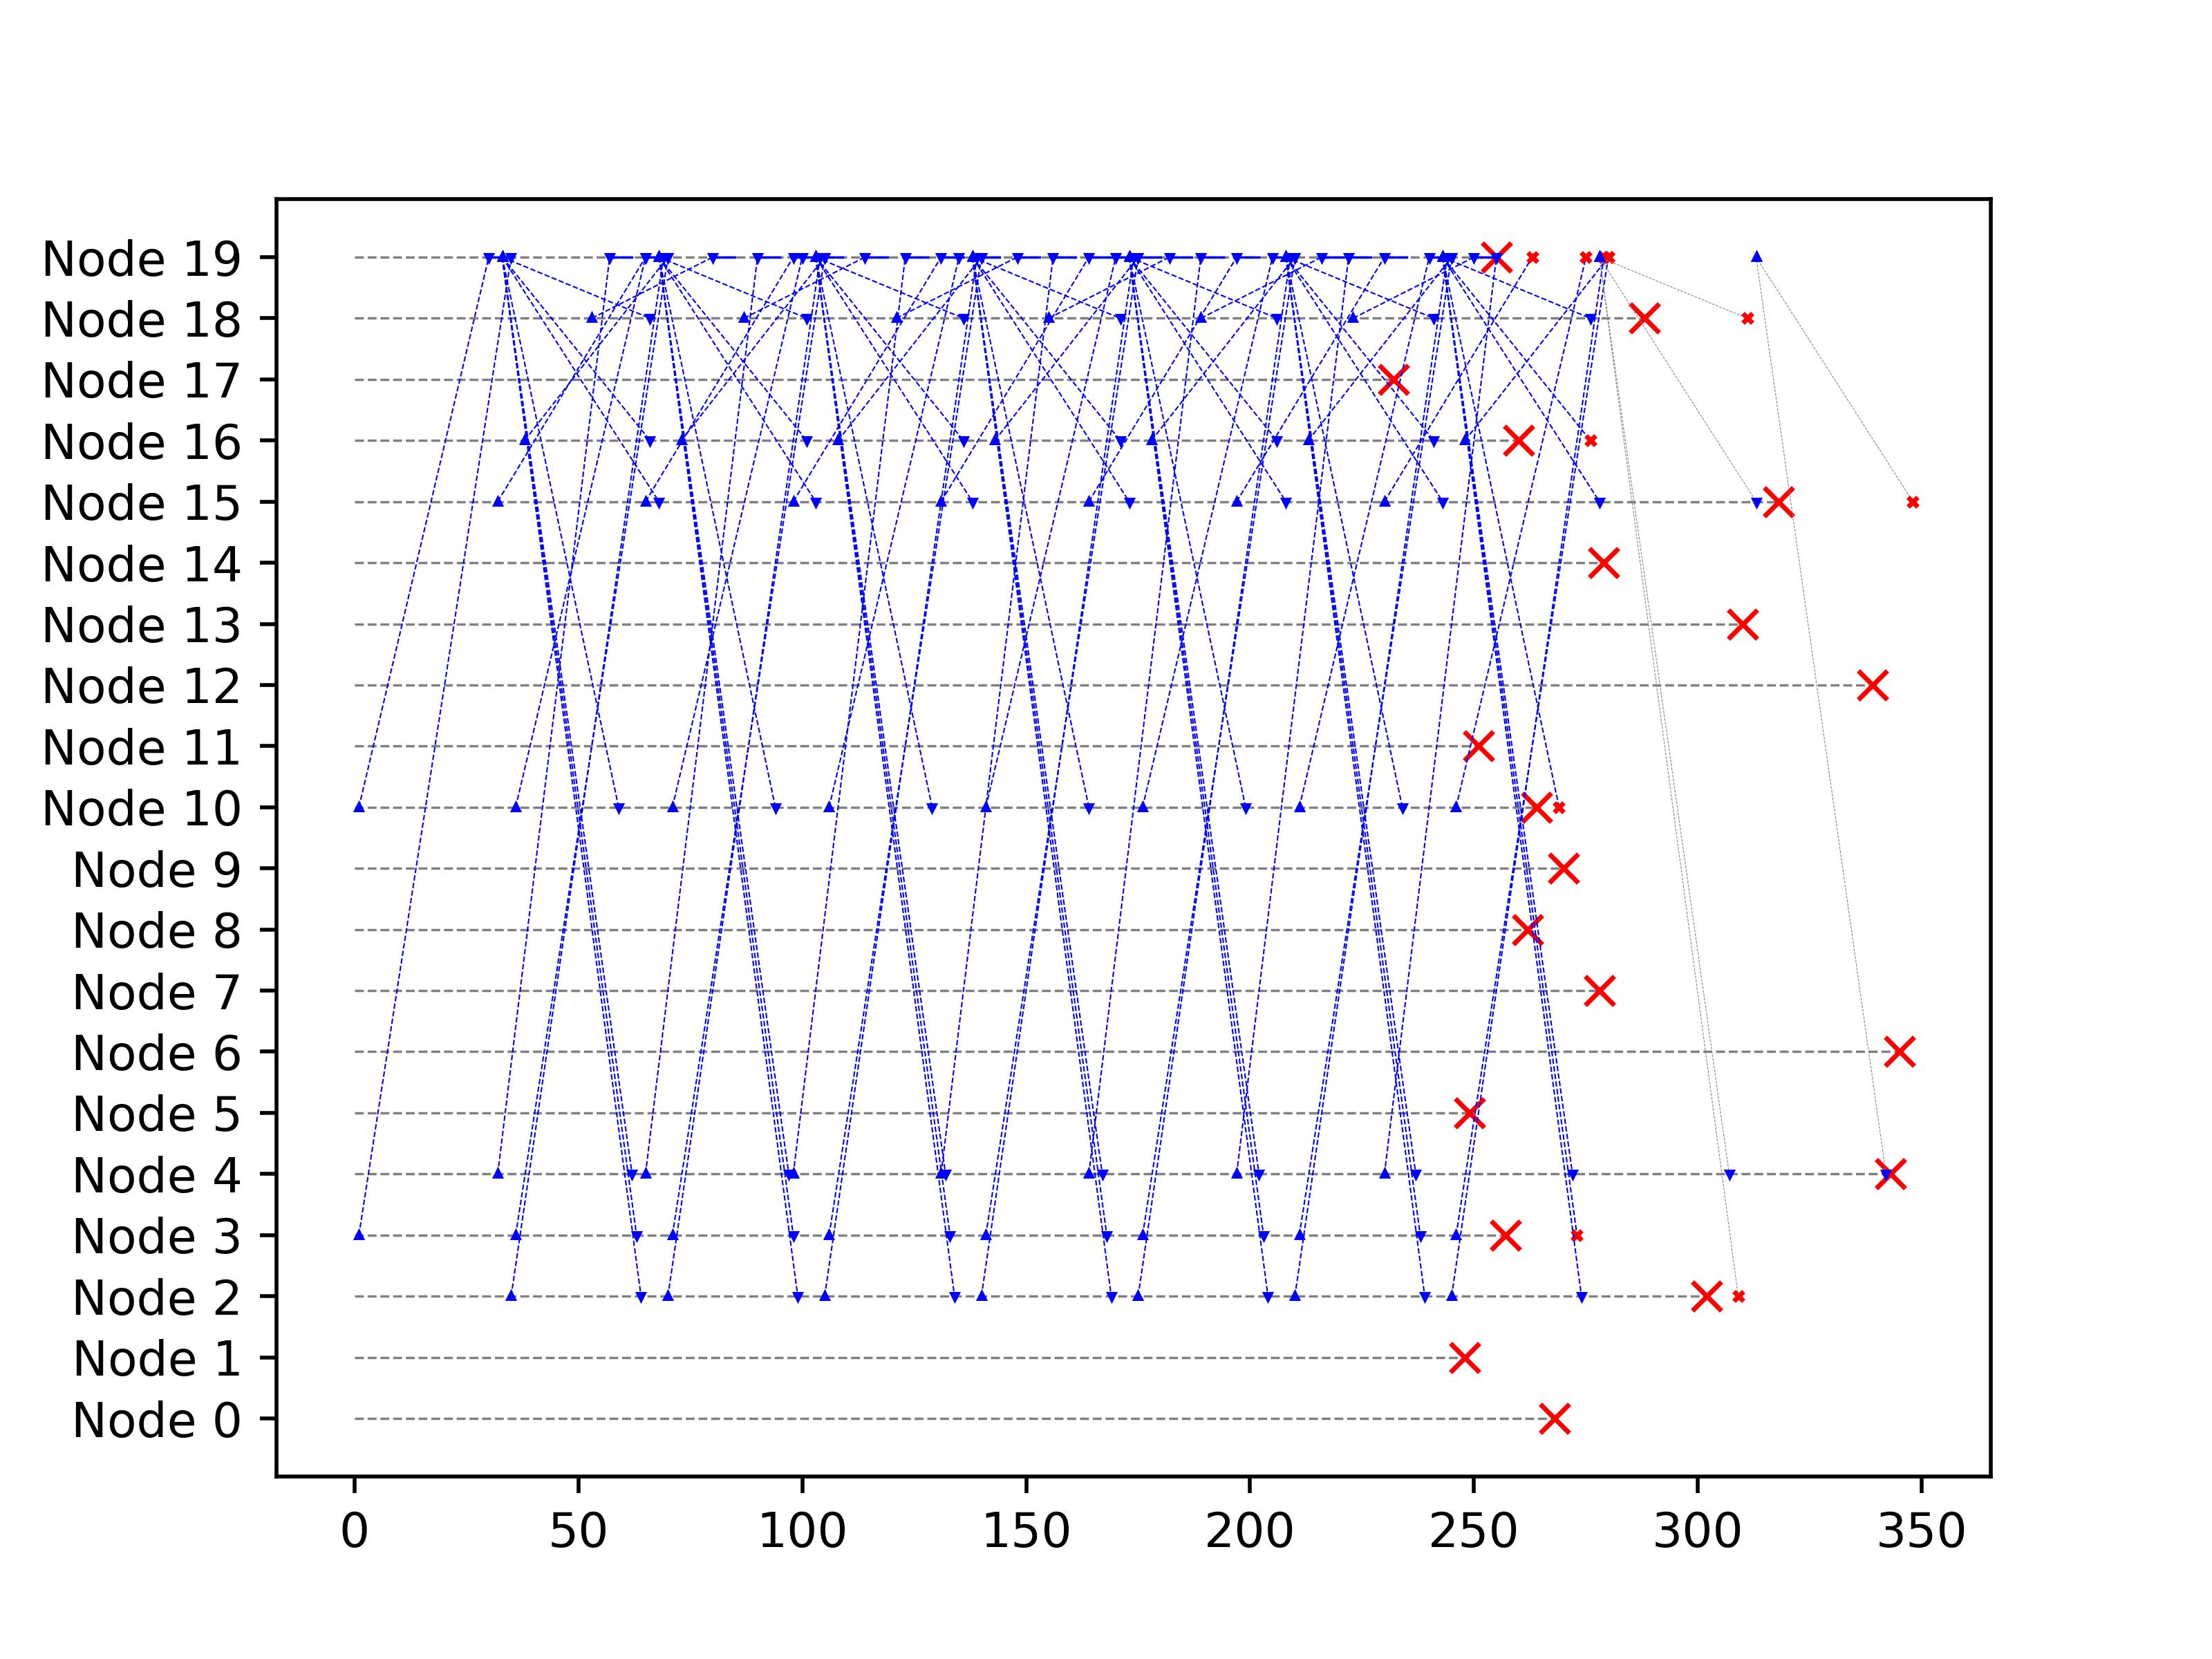 Node 19
Node 18
Node 17
Node 16
Node 15
Node 14
Node 13
Node 12
Node 11
Node 10
Node 9
Node 8
Node 7
Node 6
Node 5
Node 4
Node 3
Node 2
Node 1
Node 0
0 50 100 150 200 250 300 350